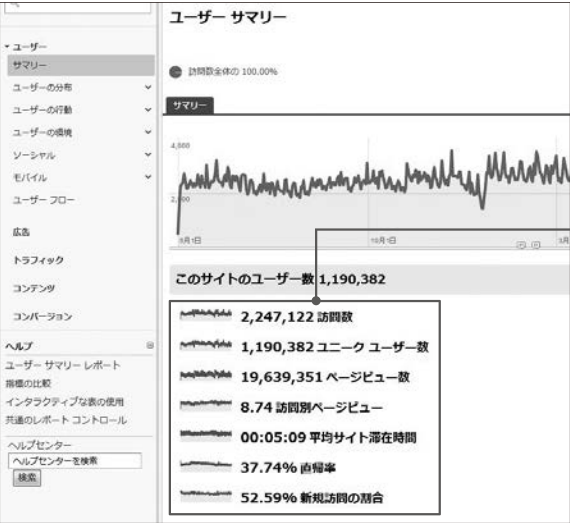 ユーザー
サマリー
ユーザーの分布
ユーザーの行動
ユーザーの環境
ソーシャル
モバイル
ユーザー フロー
広告
トラフィック
コンテンツ
コンバージョン
ヘルプ
ユーザー サマリー レポート
指標の比較
インタラクティブな表の使用
共通のレポート コントロール
ヘルプセンター
ヘルプセンターを検索
検索
ユーザー サマリー
訪問数全体の 100.00%
サマリー
4,000
2,000
10月1日
このサイトのユーザー数 1,190,382
2,247,122 訪問数
1,190,382 ユニーク ユーザー数
19,639,351 ページビュー数
8.74 訪問別ページビュー
00:05:09 平均サイト滞在時間
37.74% 直帰率
52.59% 新規訪問の割合